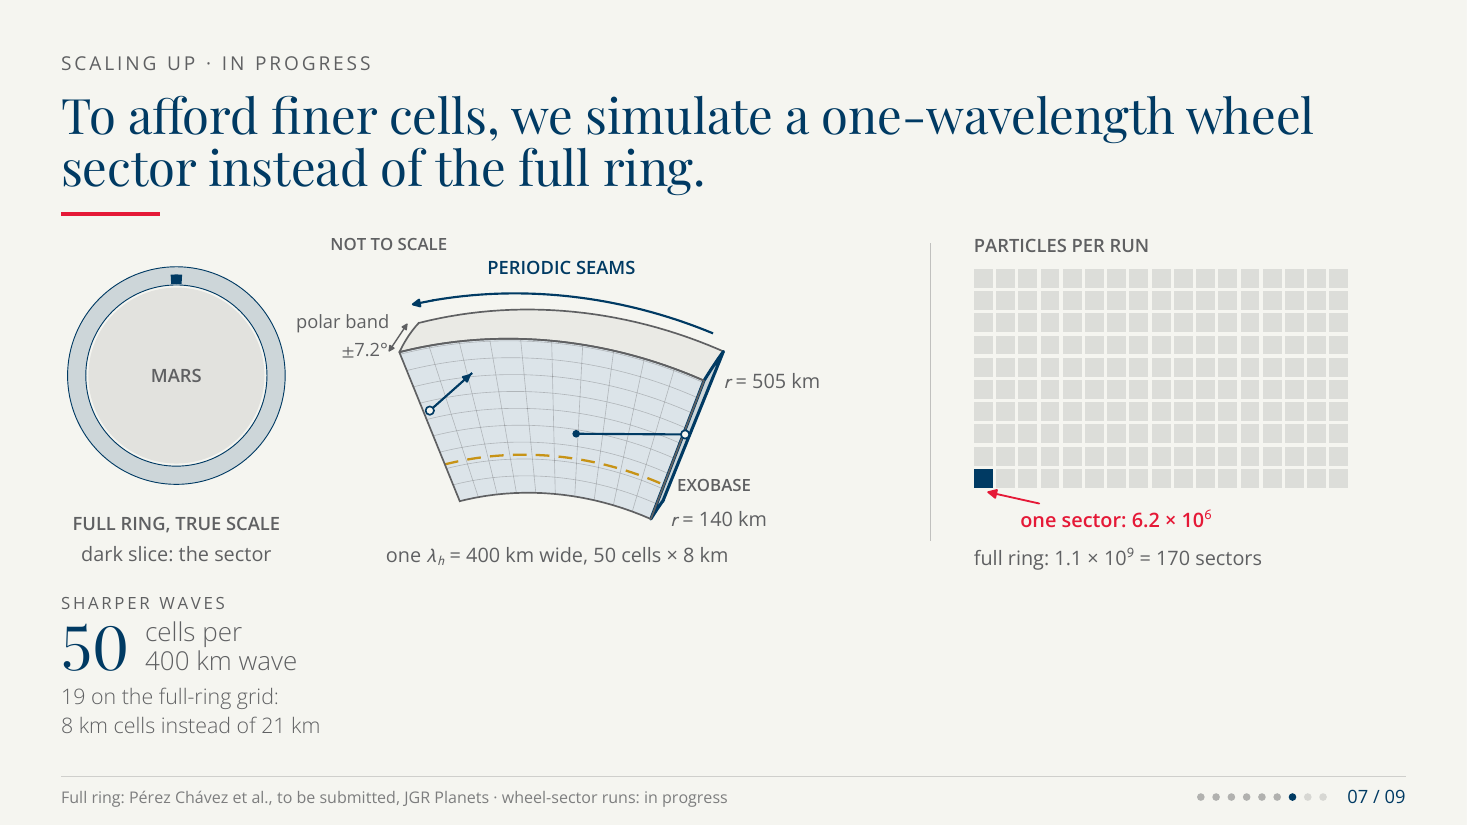 SCALING UP · IN PROGRESS
To afford finer cells, we simulate a one-wavelength wheel
sector instead of the full ring.
NOT TO SCALE
PERIODIC SEAMS
polar band
±7.2°
MARS
r = 505 km
EXOBASE
r = 140 km
FULL RING, TRUE SCALE
dark slice: the sector
one λₕ = 400 km wide, 50 cells × 8 km
PARTICLES PER RUN
one sector: 6.2 × 10⁶
full ring: 1.1 × 10⁹ = 170 sectors
SHARPER WAVES
50 cells per
400 km wave
19 on the full-ring grid:
8 km cells instead of 21 km
Full ring: Pérez Chávez et al., to be submitted, JGR Planets · wheel-sector runs: in progress
07 / 09